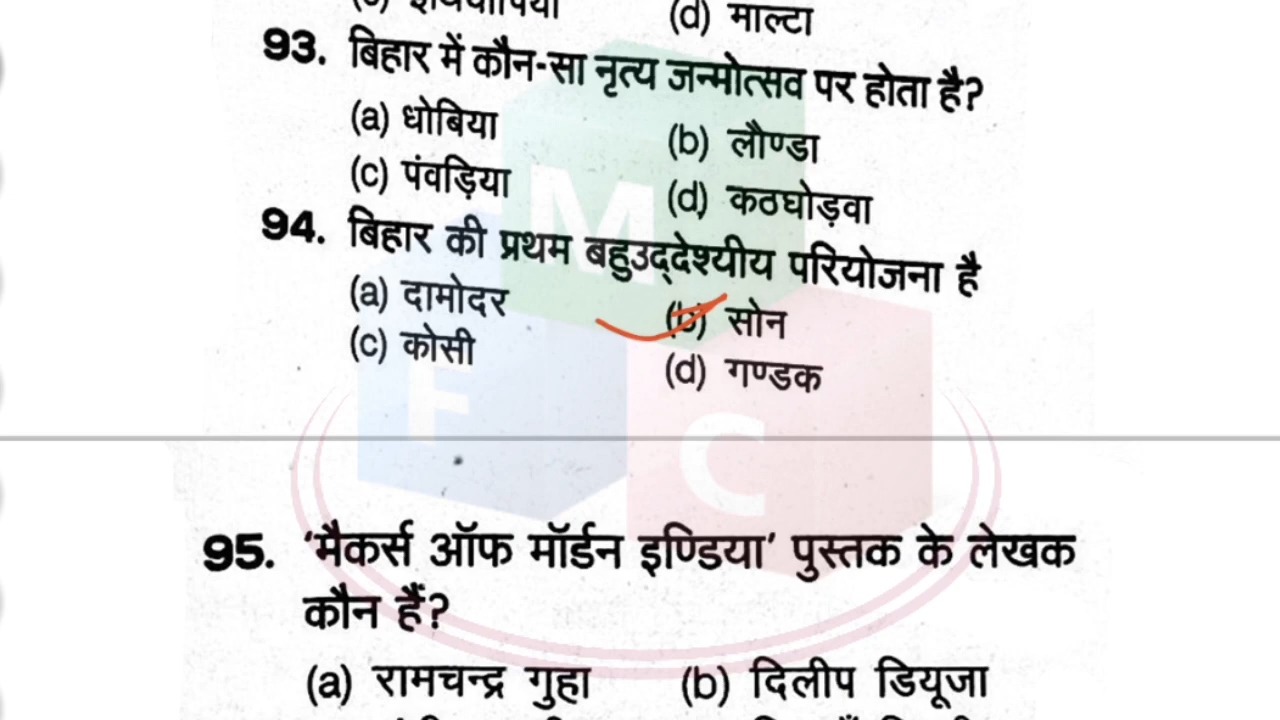 (d) माल्टा
93. बिहार में कौन-सा नृत्य जन्मोत्सव पर होता है?
(a) धोबिया (b) लौण्डा
(c) पंवड़िया (d) कठघोड़वा
94. बिहार की प्रथम बहुउद्देश्यीय परियोजना है
(a) दामोदर (b) सोन
(c) कोसी (d) गण्डक
M
F
C
95. 'मैकर्स ऑफ मॉर्डन इण्डिया' पुस्तक के लेखक
कौन हैं?
(a) रामचन्द्र गुहा (b) दिलीप डियूजा